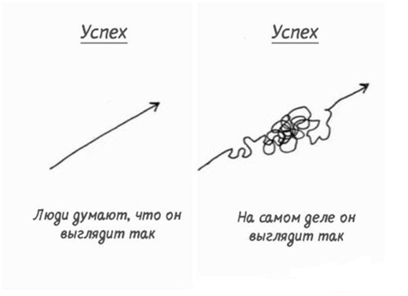 Успех
Люди думают, что он
выглядит так
Успех
На самом деле он
выглядит так